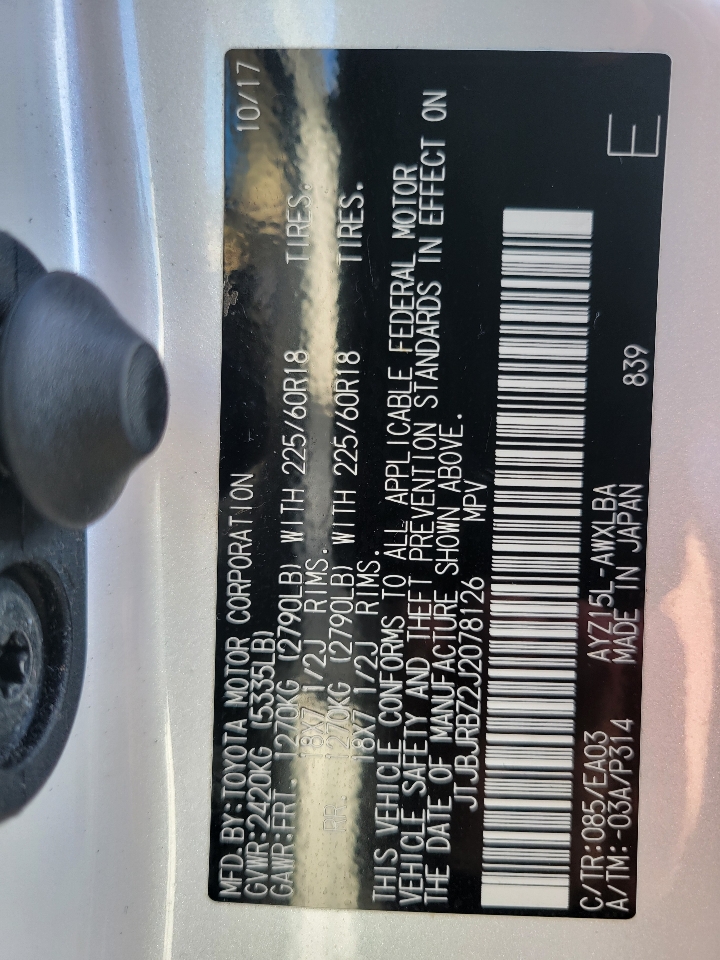 MFD.BY:TOYOTA MOTOR CORPORATION 10/17
GVWR:2420KG (5335LB)
GAWR:FRT. 1270KG (2790LB) WITH 225/60R18 TIRES.
18X7 1/2J RIMS.
RR. 1270KG (2790LB) WITH 225/60R18 TIRES.
18X7 1/2J RIMS.
THIS VEHICLE CONFORMS TO ALL APPLICABLE FEDERAL MOTOR
VEHICLE SAFETY AND THEFT PREVENTION STANDARDS IN EFFECT ON
THE DATE OF MANUFACTURE SHOWN ABOVE.
JTJBJRBZ2J2078126 MPV
C/TR:085/EA03 AYZ15L-AWXLBA E
A/TM:-03A/P314 MADE IN JAPAN 839